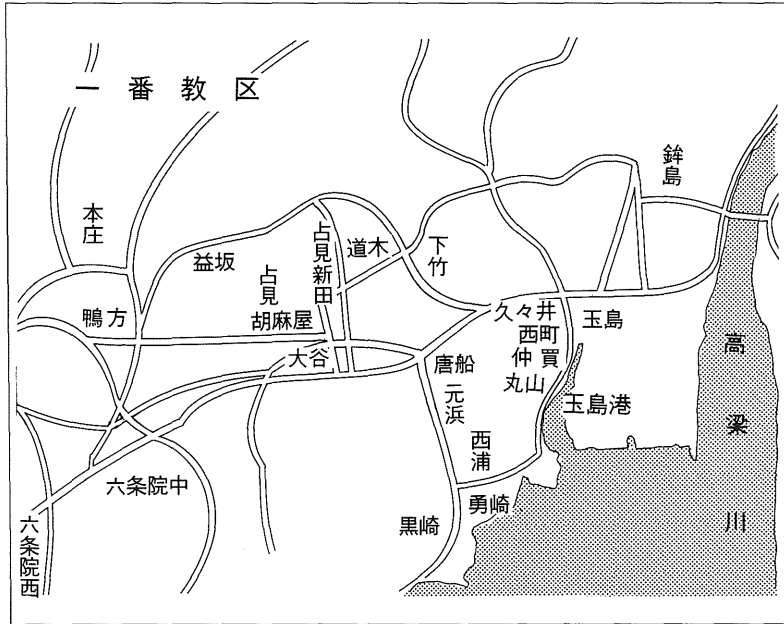 一番教区
鉾島
本庄
益坂
占見新田
道木
下竹
占見
鴨方
胡麻屋
久々井
玉島
西町
仲買
丸山
大谷
唐船
元浜
玉島港
高梁川
西浦
六条院中
勇崎
黒崎
六条院西